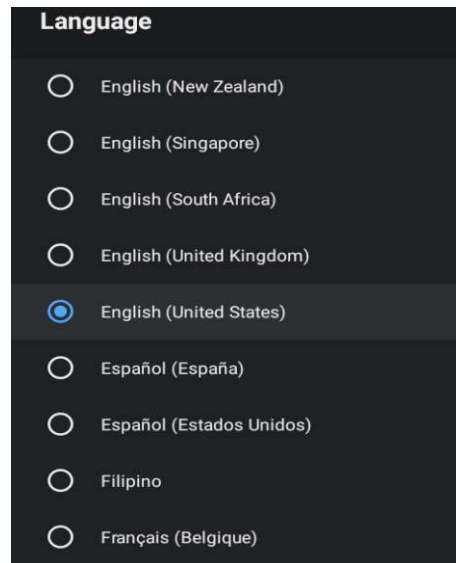 Language
English (New Zealand)
English (Singapore)
English (South Africa)
English (United Kingdom)
English (United States)
Español (España)
Español (Estados Unidos)
Filipino
Français (Belgique)